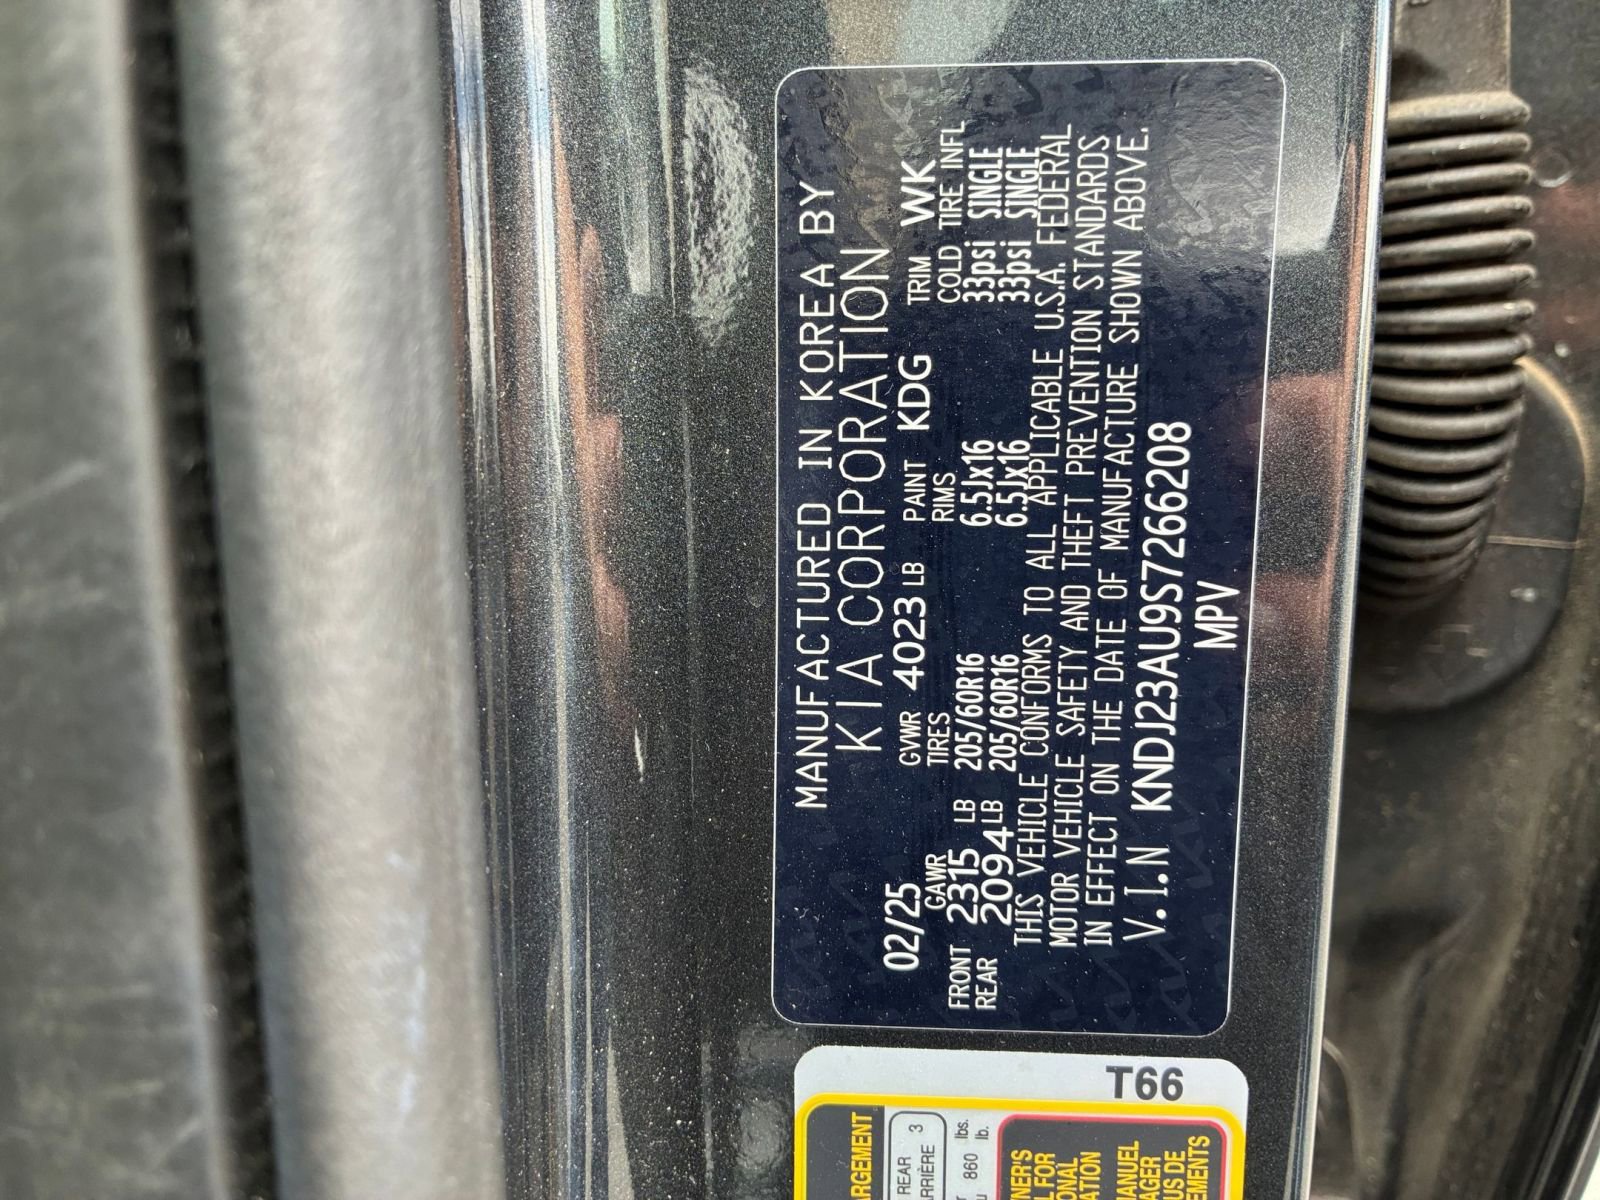 MANUFACTURED IN KOREA BY
KIA CORPORATION
02/25 GVWR 4023 LB PAINT KDG TRIM WK
GAWR TIRES RIMS COLD TIRE INFL
FRONT 2315 LB 205/60R16 6.5Jx16 33psi SINGLE
REAR 2094 LB 205/60R16 6.5Jx16 33psi SINGLE
THIS VEHICLE CONFORMS TO ALL APPLICABLE U.S.A. FEDERAL
MOTOR VEHICLE SAFETY AND THEFT PREVENTION STANDARDS
IN EFFECT ON THE DATE OF MANUFACTURE SHOWN ABOVE.
V.I.N KNDJ23AU9S7266208
MPV
REAR 3
860 lbs.
lb.
T66